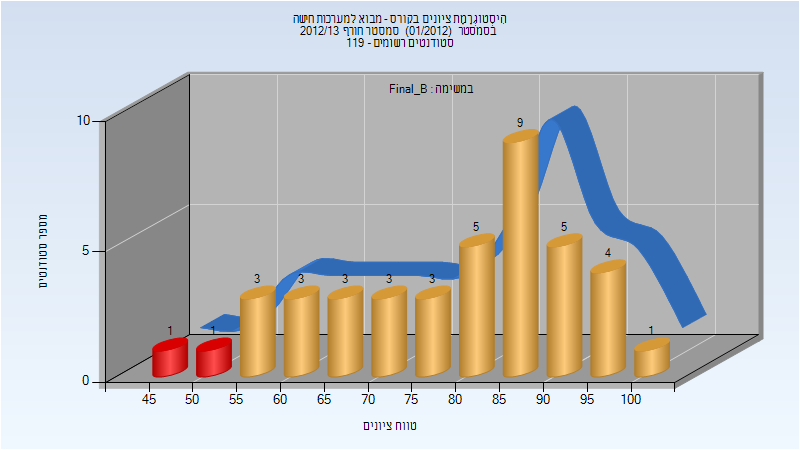 היסטוגרמת ציונים בקורס - מבוא למערכות חישה
בסמסטר (01/2012) סמסטר חורף 2012/13
סטודנטים רשומים - 119
במשימה : Final_B
מספר סטודנטים
10
5
0
1
1
3
3
3
3
3
5
9
5
4
1
45 50 55 60 65 70 75 80 85 90 95 100
טווח ציונים